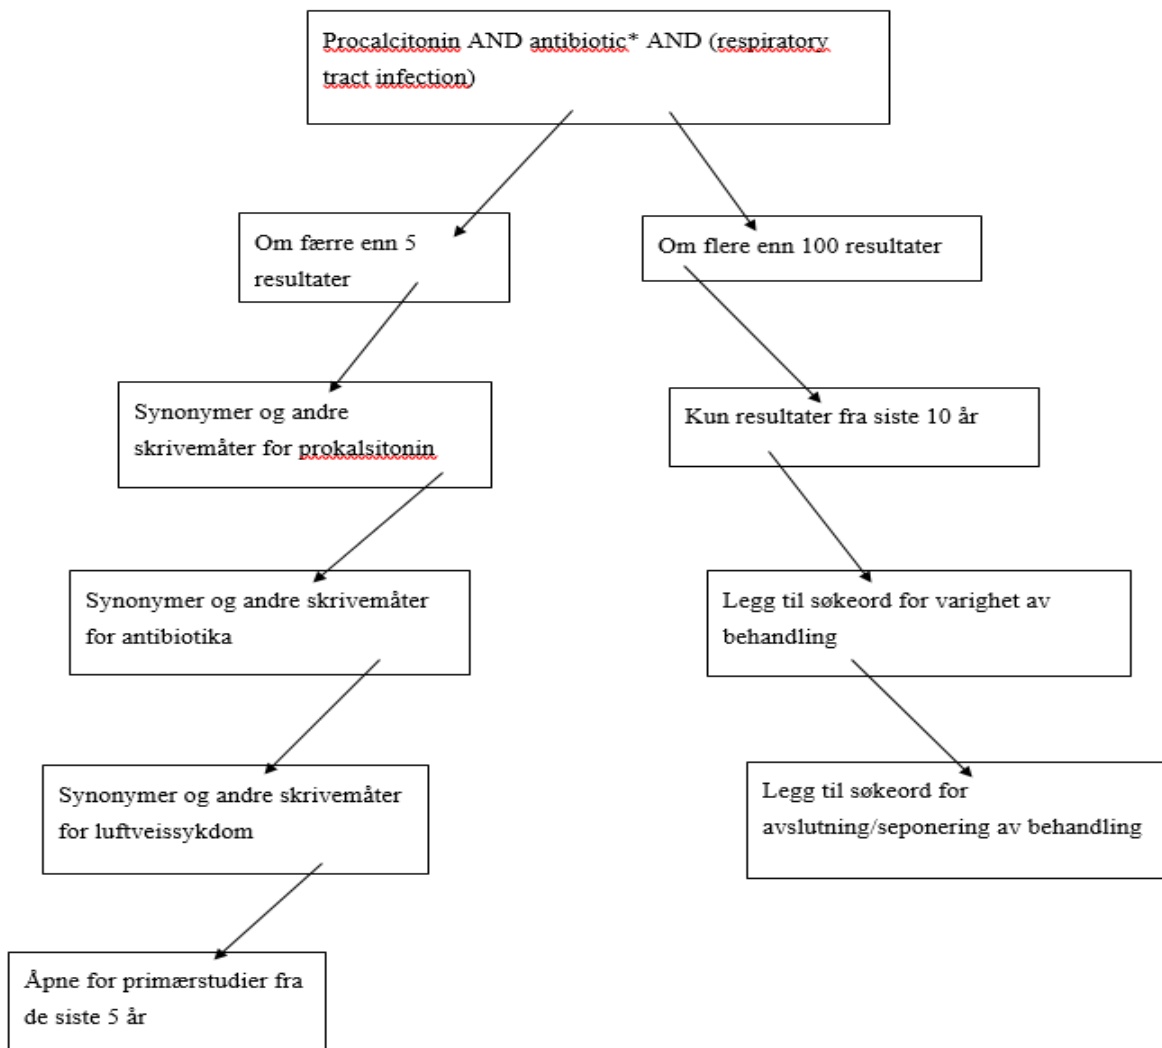 Procalcitonin AND antibiotic* AND (respiratory
tract infection)
Om færre enn 5
resultater
Om flere enn 100 resultater
Synonymer og andre
skrivemåter for prokalsitonin
Kun resultater fra siste 10 år
Synonymer og andre skrivemåter
for antibiotika
Legg til søkeord for varighet av
behandling
Synonymer og andre skrivemåter
for luftveissykdom
Legg til søkeord for
avslutning/seponering av behandling
Åpne for primærstudier fra
de siste 5 år